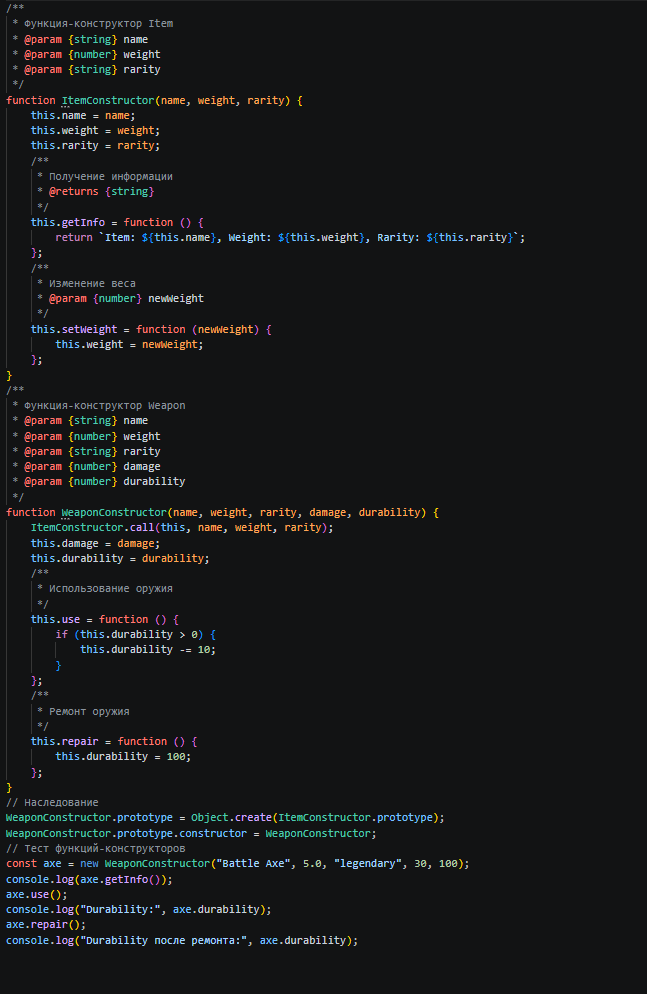 /**
 * Функция-конструктор Item
 * @param {string} name
 * @param {number} weight
 * @param {string} rarity
 */
function ItemConstructor(name, weight, rarity) {
    this.name = name;
    this.weight = weight;
    this.rarity = rarity;
    /**
     * Получение информации
     * @returns {string}
     */
    this.getInfo = function () {
        return `Item: ${this.name}, Weight: ${this.weight}, Rarity: ${this.rarity}`;
    };
    /**
     * Изменение веса
     * @param {number} newWeight
     */
    this.setWeight = function (newWeight) {
        this.weight = newWeight;
    };
}
/**
 * Функция-конструктор Weapon
 * @param {string} name
 * @param {number} weight
 * @param {string} rarity
 * @param {number} damage
 * @param {number} durability
 */
function WeaponConstructor(name, weight, rarity, damage, durability) {
    ItemConstructor.call(this, name, weight, rarity);
    this.damage = damage;
    this.durability = durability;
    /**
     * Использование оружия
     */
    this.use = function () {
        if (this.durability > 0) {
            this.durability -= 10;
        }
    };
    /**
     * Ремонт оружия
     */
    this.repair = function () {
        this.durability = 100;
    };
}
// Наследование
WeaponConstructor.prototype = Object.create(ItemConstructor.prototype);
WeaponConstructor.prototype.constructor = WeaponConstructor;
// Тест функций-конструкторов
const axe = new WeaponConstructor("Battle Axe", 5.0, "legendary", 30, 100);
console.log(axe.getInfo());
axe.use();
console.log("Durability:", axe.durability);
axe.repair();
console.log("Durability после ремонта:", axe.durability);